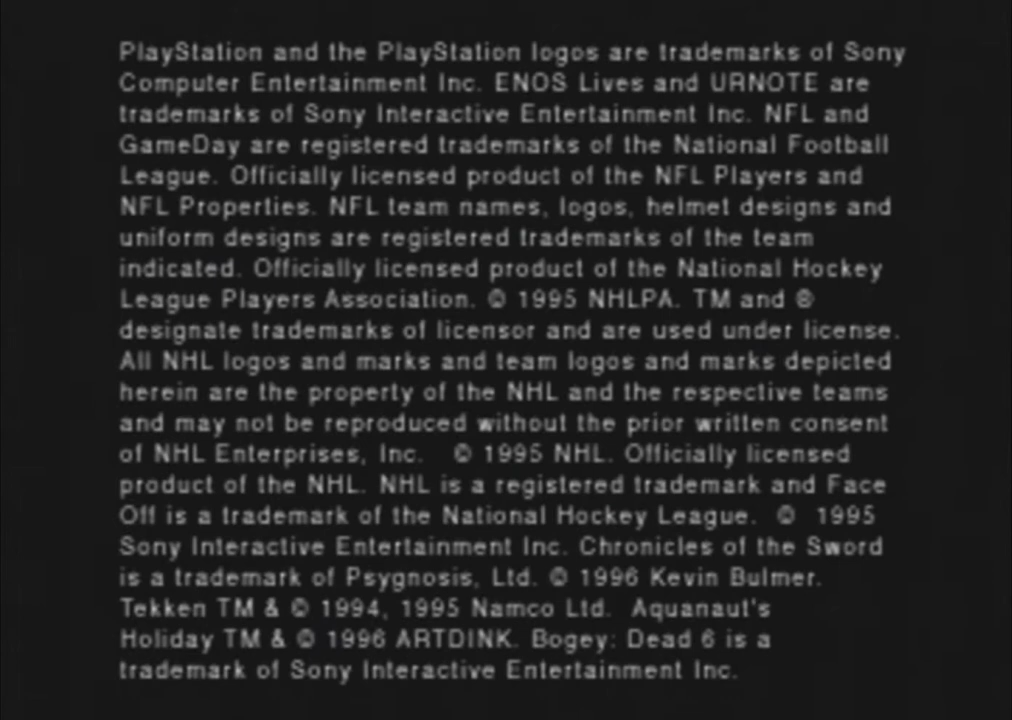 PlayStation and the PlayStation logos are trademarks of Sony
Computer Entertainment Inc. ENOS Lives and URNOTE are
trademarks of Sony Interactive Entertainment Inc. NFL and
GameDay are registered trademarks of the National Football
League. Officially licensed product of the NFL Players and
NFL Properties. NFL team names, logos, helmet designs and
uniform designs are registered trademarks of the team
indicated. Officially licensed product of the National Hockey
League Players Association. © 1995 NHLPA. TM and ®
designate trademarks of licensor and are used under license.
All NHL logos and marks and team logos and marks depicted
herein are the property of the NHL and the respective teams
and may not be reproduced without the prior written consent
of NHL Enterprises, Inc.   © 1995 NHL. Officially licensed
product of the NHL. NHL is a registered trademark and Face
Off is a trademark of the National Hockey League.  ©  1995
Sony Interactive Entertainment Inc. Chronicles of the Sword
is a trademark of Psygnosis, Ltd. © 1996 Kevin Bulmer.
Tekken TM & © 1994, 1995 Namco Ltd.  Aquanaut's
Holiday TM & © 1996 ARTDINK. Bogey: Dead 6 is a
trademark of Sony Interactive Entertainment Inc.